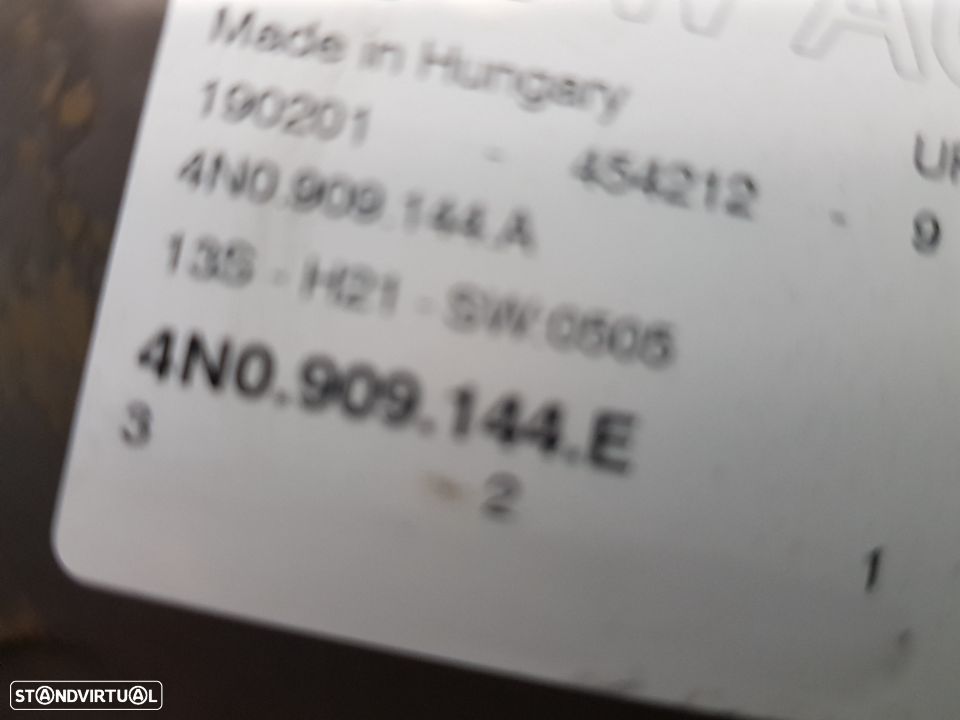 Made in Hungary
190201 - 454212 - 9
4N0.909.144.A
13S - H21 - SW:0505
4N0.909.144.E
3 2
1
STANDVIRTUAL